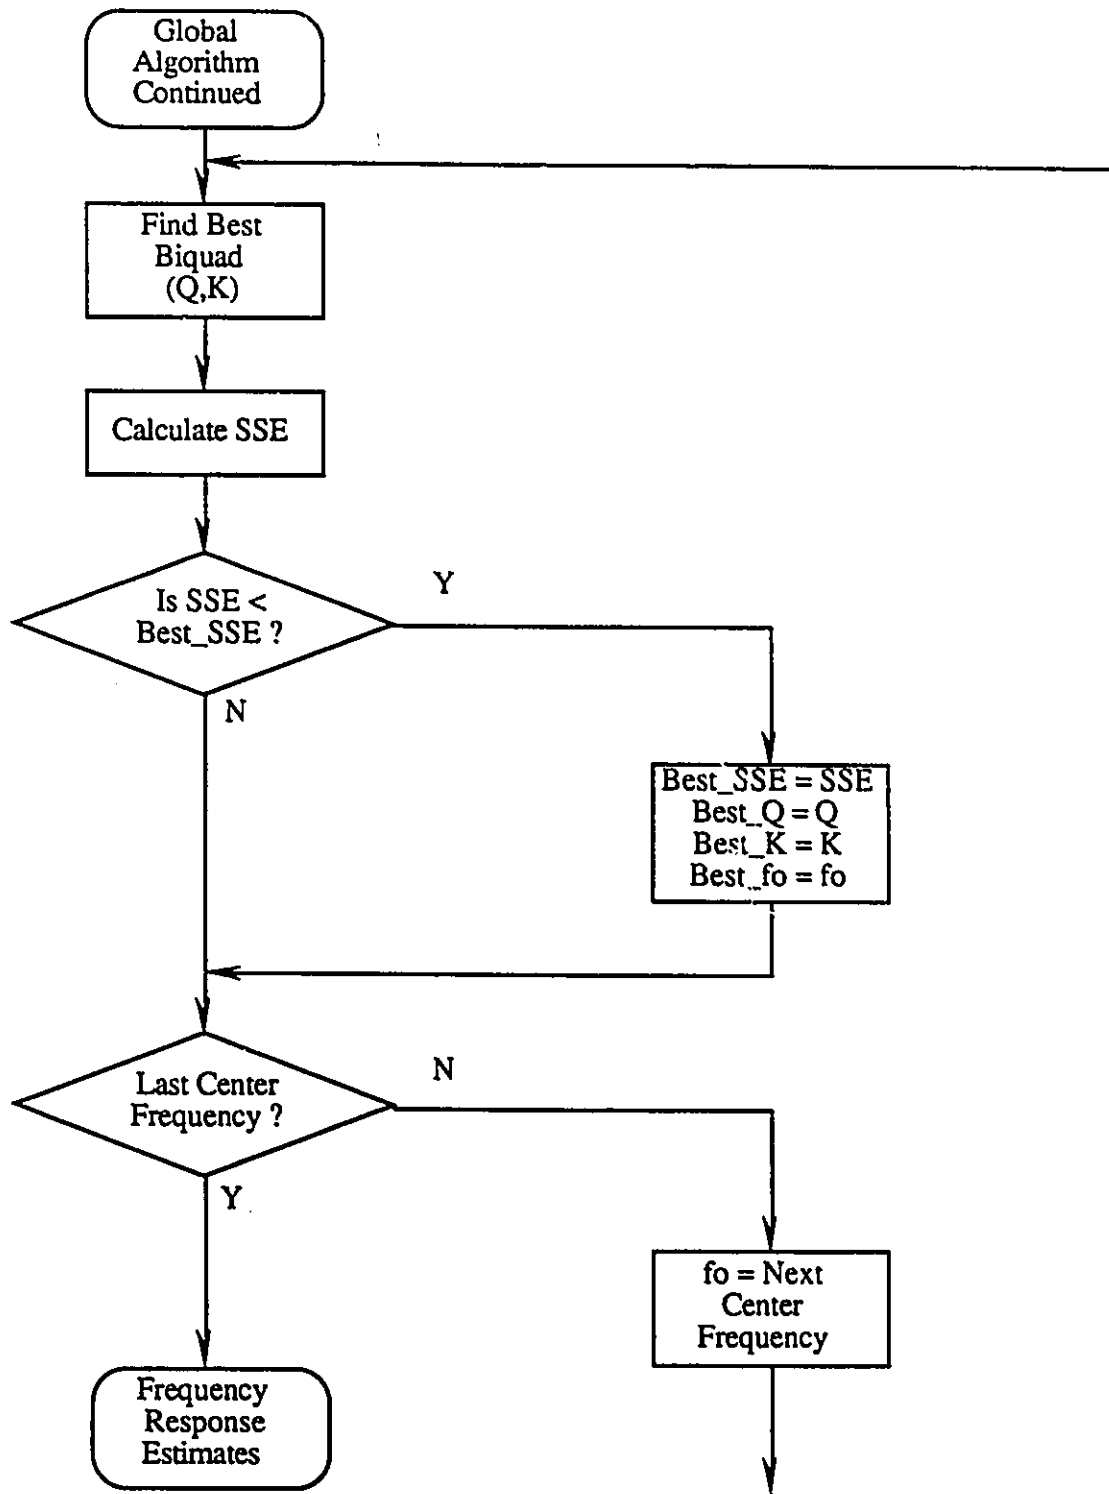 Global
Algorithm
Continued
Find Best
Biquad
(Q,K)
Calculate SSE
Is SSE <
Best_SSE ?
Y
N
Best_SSE = SSE
Best_Q = Q
Best_K = K
Best_fo = fo
Last Center
Frequency ?
N
Y
fo = Next
Center
Frequency
Frequency
Response
Estimates